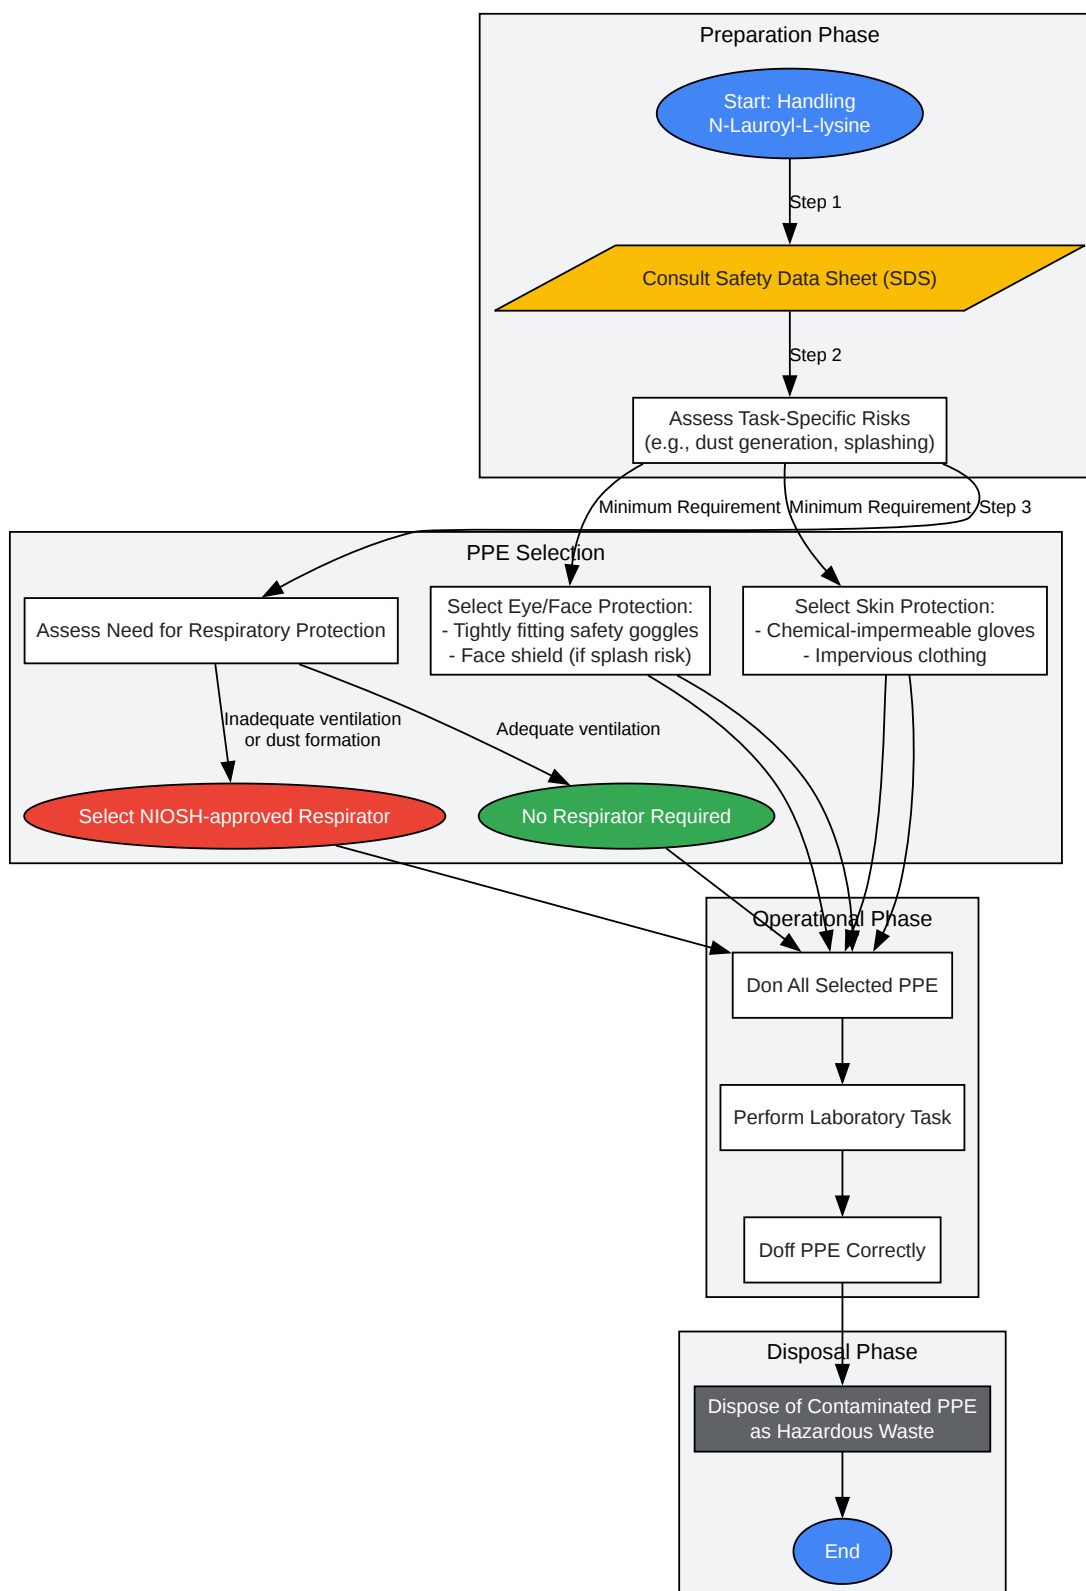 Preparation Phase
Start: Handling
N-Lauroyl-L-lysine
Step 1
Consult Safety Data Sheet (SDS)
Step 2
Assess Task-Specific Risks
(e.g., dust generation, splashing)
Minimum Requirement
Minimum Requirement
Step 3
PPE Selection
Assess Need for Respiratory Protection
Select Eye/Face Protection:
- Tightly fitting safety goggles
- Face shield (if splash risk)
Select Skin Protection:
- Chemical-impermeable gloves
- Impervious clothing
Inadequate ventilation
or dust formation
Adequate ventilation
Select NIOSH-approved Respirator
No Respirator Required
Operational Phase
Don All Selected PPE
Perform Laboratory Task
Doff PPE Correctly
Disposal Phase
Dispose of Contaminated PPE
as Hazardous Waste
End